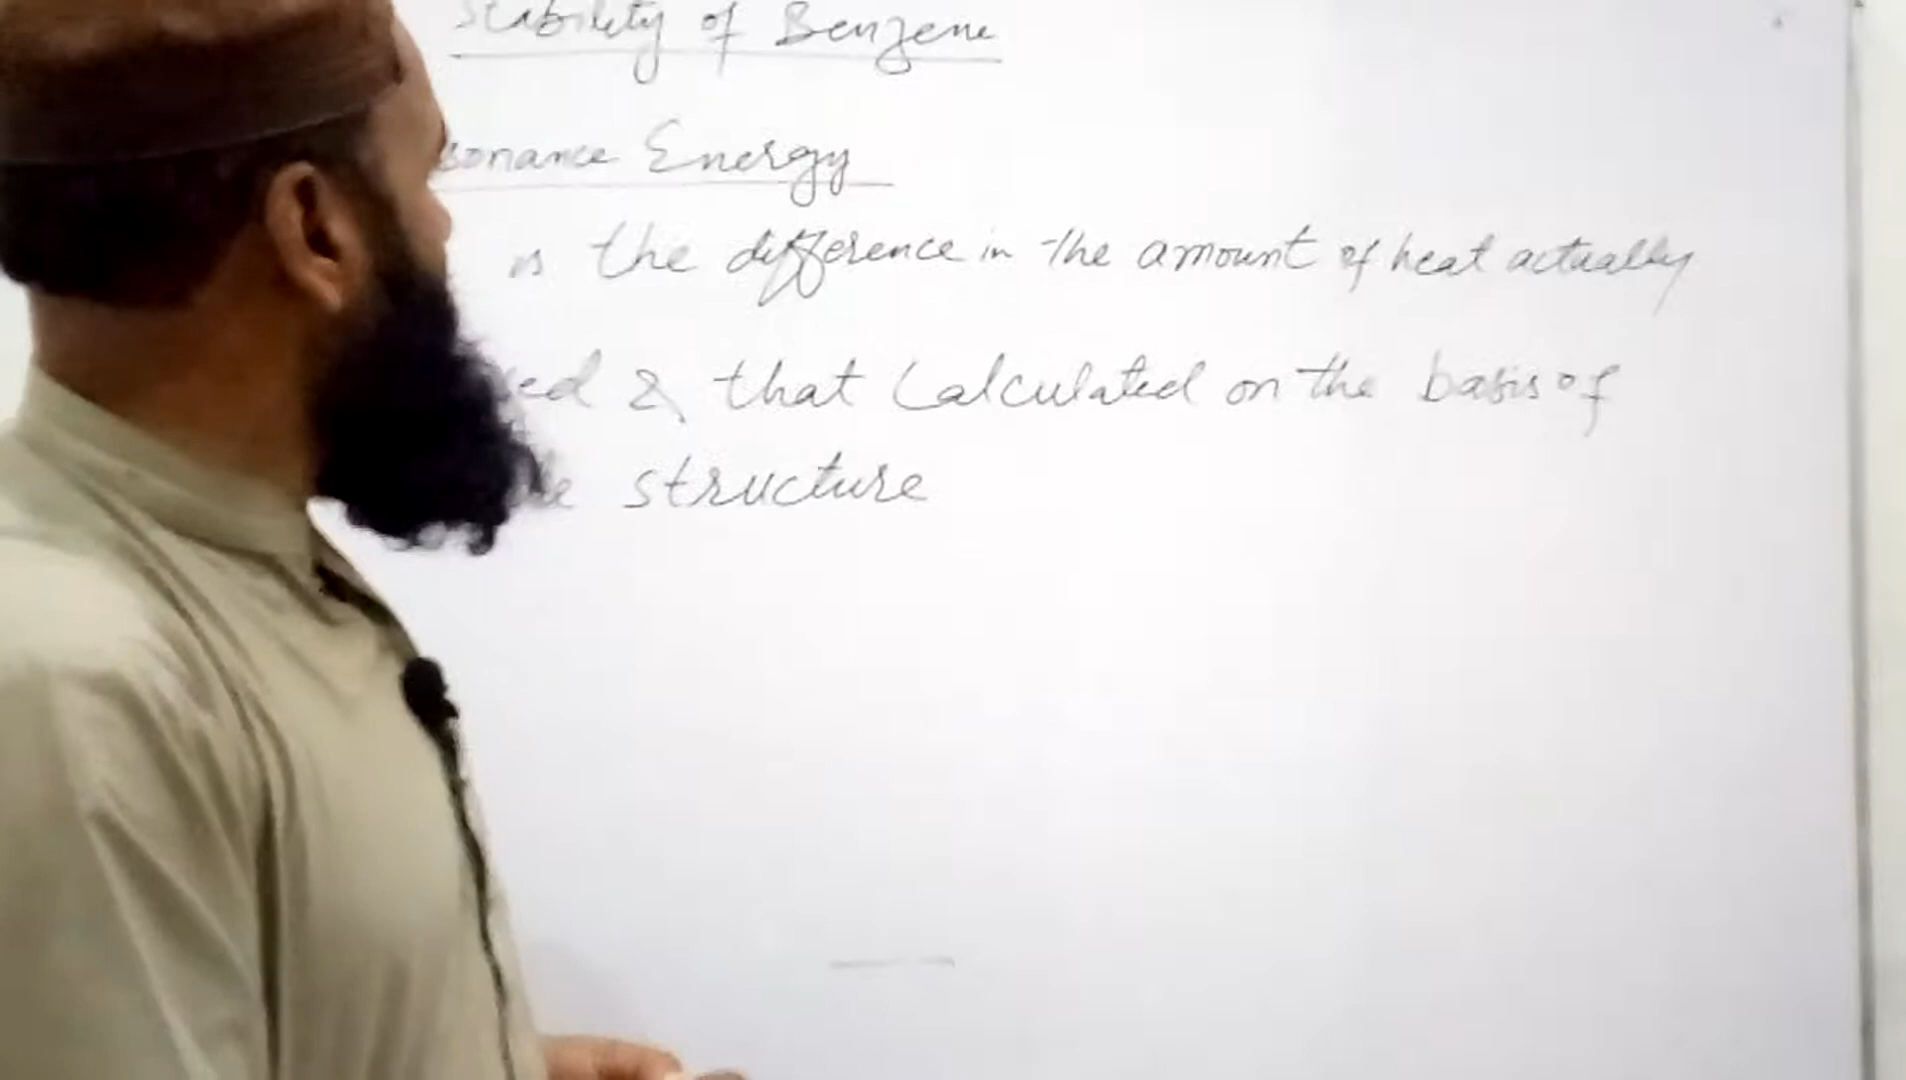 Stability of Benzene
sonance Energy
is the difference in the amount of heat actually
ed & that Calculated on the basis of
structure